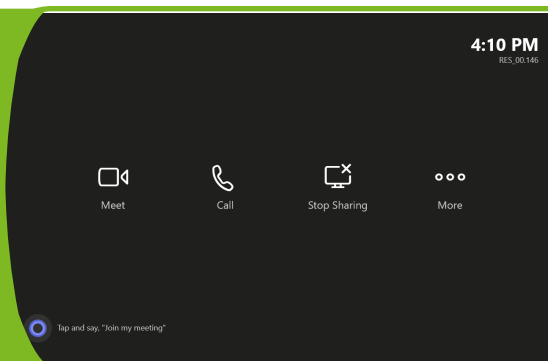 4:10 PM
RES_00.146
Meet
Call
Stop Sharing
More
Tap and say, "Join my meeting"